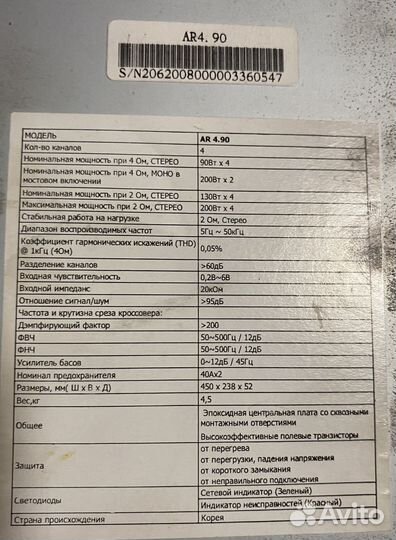 AR4. 90
S/N2062008000003360547
МОДЕЛЬ AR 4.90
Кол-во каналов 4
Номинальная мощность при 4 Ом, СТЕРЕО 90Вт x 4
Номинальная мощность при 4 Ом, МОНО в
мостовом включений 200Вт x 2
Номинальная мощность при 2 Ом, СТЕРЕО 130Вт x 4
Максимальная мощность при 2 Ом, СТЕРЕО 200Вт x 4
Стабильная работа на нагрузке 2 Ом, Стерео
Диапазон воспроизводимых частот 5Гц ~ 50кГц
Коэффициент гармонических искажений (THD)
@ 1кГц (4Ом) 0,05%
Разделение каналов >60дБ
Входная чувствительность 0,2В~6В
Входной импеданс 20кОм
Отношение сигнал/шум >95дБ
Частота и крутизна среза кроссовера:
Дэмпфирующий фактор >200
ФВЧ 50~500Гц / 12дБ
ФНЧ 50~500Гц / 12дБ
Усилитель басов 0~12дБ / 45Гц
Номинал предохранителя 40Ах2
Размеры, мм( Ш х В х Д) 450 x 238 x 52
Вес,кг 4,5
Общее Эпоксидная центральная плата со сквозными
монтажными отверстиями
Высокоэффективные полевые транзисторы
Защита от перегрева
от перегрузки, падения напряжения
от короткого замыкания
от неправильного подключения
Светодиоды Сетевой индикатор (Зеленый)
Индикатор неисправностей (Красный)
Страна происхождения Корея
Avito